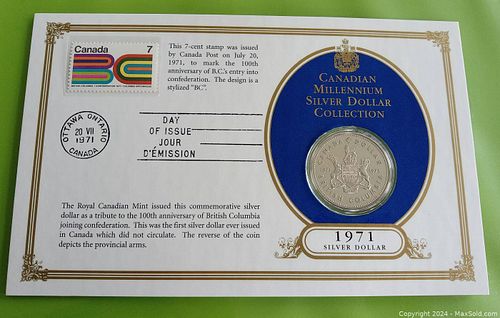 Canada 7
BRITISH COLUMBIA
This 7-cent stamp was issued
by Canada Post on July 20,
1971, to mark the 100th
anniversary of B.C.'s entry into
confederation. The design is a
stylized "BC".
OTTAWA ONTARIO
20 VII
1971
CANADA
DAY
OF ISSUE
JOUR
D'ÉMISSION
The Royal Canadian Mint issued this commemorative silver
dollar as a tribute to the 100th anniversary of British Columbia
joining confederation. This was the first silver dollar ever issued
in Canada which did not circulate. The reverse of the coin
depicts the provincial arms.
CANADIAN
MILLENNIUM
SILVER DOLLAR
COLLECTION
CANADA DOLLAR
1971
SILVER DOLLAR
Copyright 2024 - MaxSold.com